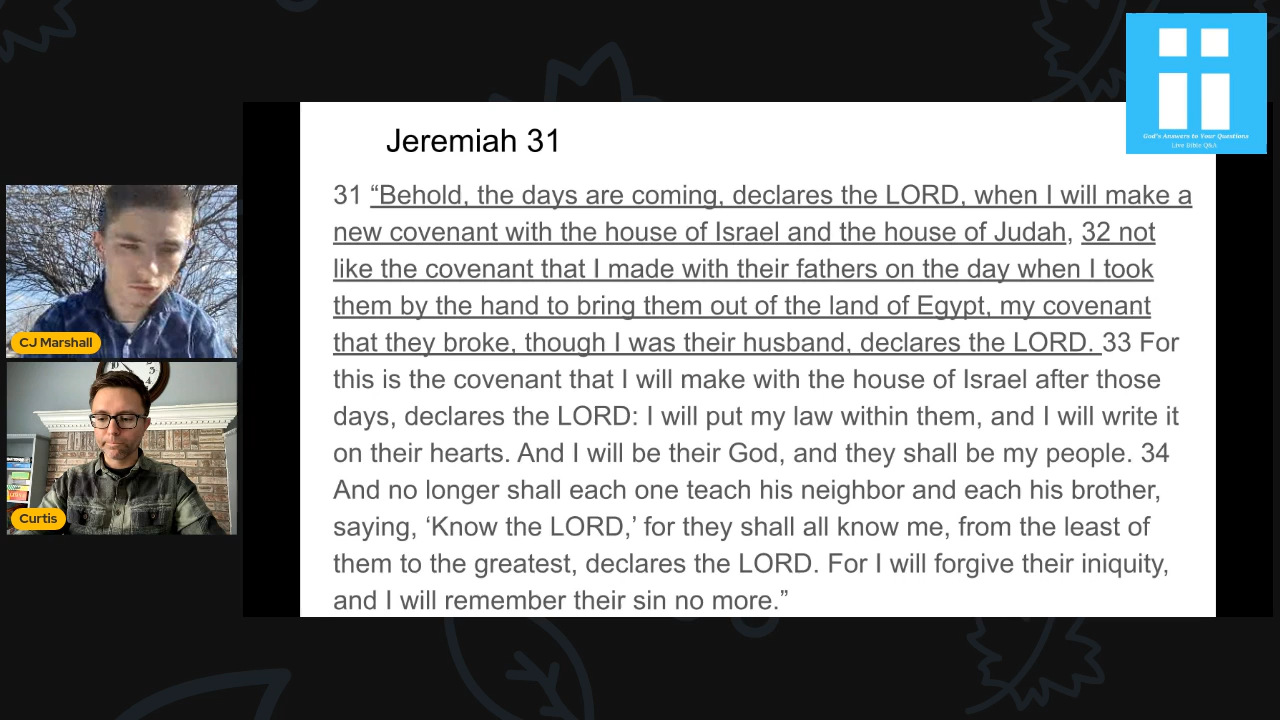 God's Answers to Your Questions
Live Bible Q&A
Jeremiah 31
31 “Behold, the days are coming, declares the LORD, when I will make a
new covenant with the house of Israel and the house of Judah, 32 not
like the covenant that I made with their fathers on the day when I took
them by the hand to bring them out of the land of Egypt, my covenant
that they broke, though I was their husband, declares the LORD. 33 For
this is the covenant that I will make with the house of Israel after those
days, declares the LORD: I will put my law within them, and I will write it
on their hearts. And I will be their God, and they shall be my people. 34
And no longer shall each one teach his neighbor and each his brother,
saying, ‘Know the LORD,’ for they shall all know me, from the least of
them to the greatest, declares the LORD. For I will forgive their iniquity,
and I will remember their sin no more.”
CJ Marshall
Curtis